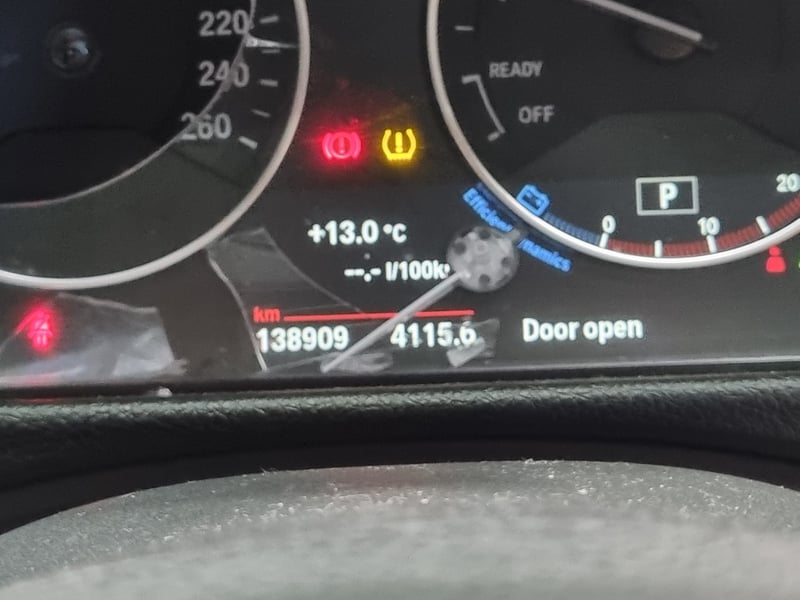 220
240
260
READY
OFF
P
0
10
20
+13.0 °C
--.- l/100k
km
138909
4115.6
Door open